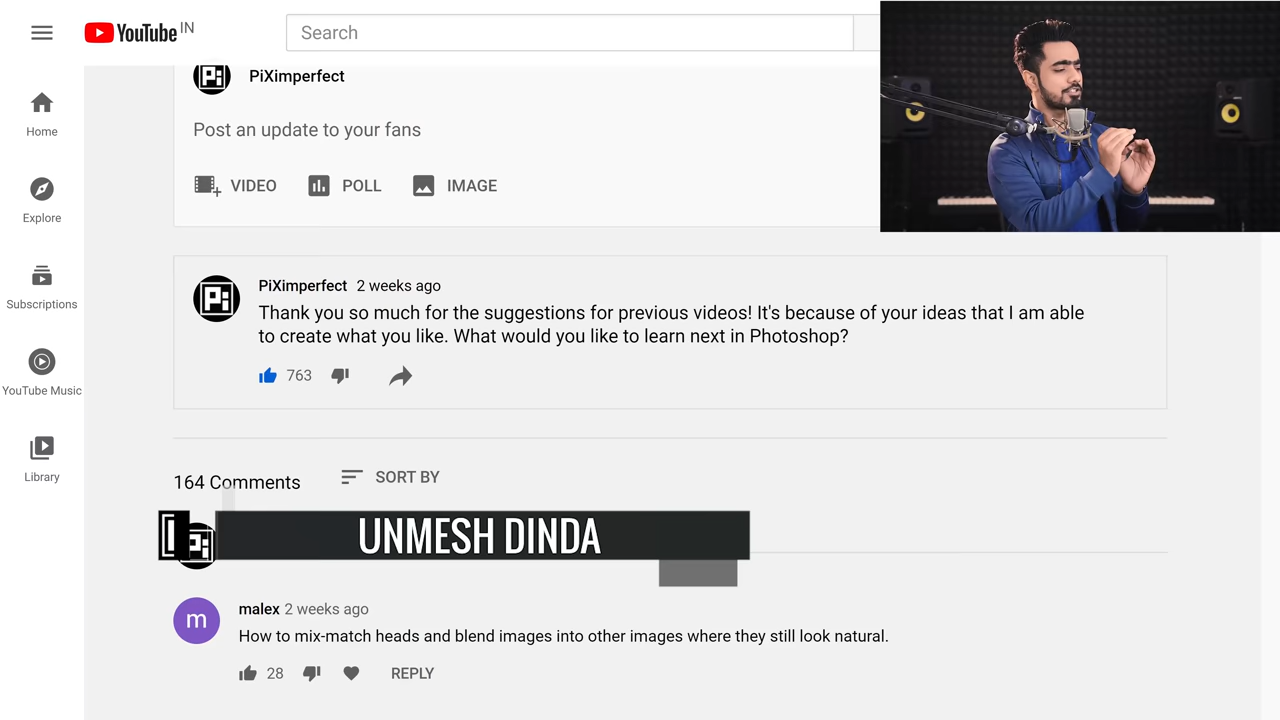 YouTube IN
Search
Home
Explore
Subscriptions
YouTube Music
Library
Pi PiXimperfect
Post an update to your fans
VIDEO POLL IMAGE
Pi PiXimperfect 2 weeks ago
Thank you so much for the suggestions for previous videos! It's because of your ideas that I am able
to create what you like. What would you like to learn next in Photoshop?
763
164 Comments SORT BY
Pi UNMESH DINDA
m malex 2 weeks ago
How to mix-match heads and blend images into other images where they still look natural.
28 REPLY